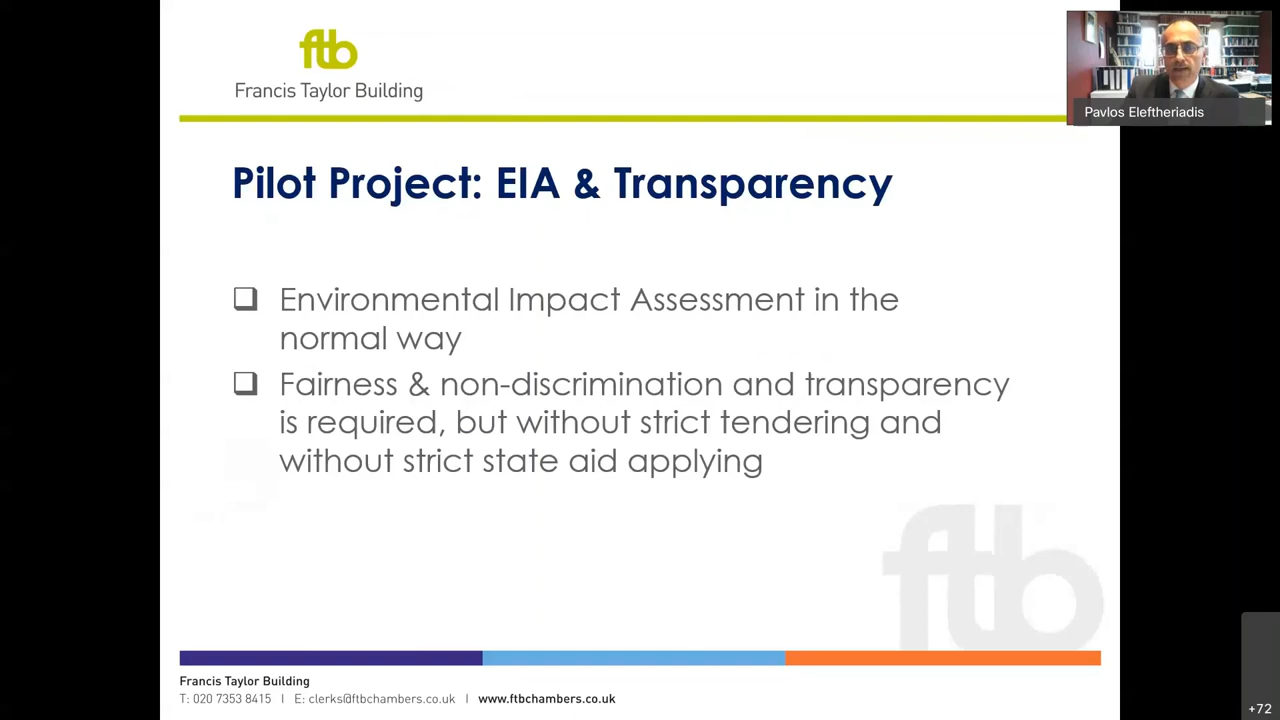 ftb
Francis Taylor Building
Pavlos Eleftheriadis
Pilot Project: EIA & Transparency
❑ Environmental Impact Assessment in the
normal way
❑ Fairness & non-discrimination and transparency
is required, but without strict tendering and
without strict state aid applying
ftb
Francis Taylor Building
T: 020 7353 8415 I E: clerks@ftbchambers.co.uk I www.ftbchambers.co.uk
+72